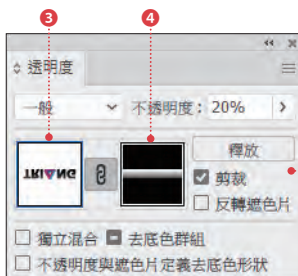 3 4
透明度
一般 不透明度：20%
TRIANG
釋放
剪裁
反轉遮色片
獨立混合 去底色群組
不透明度與遮色片定義去底色形狀